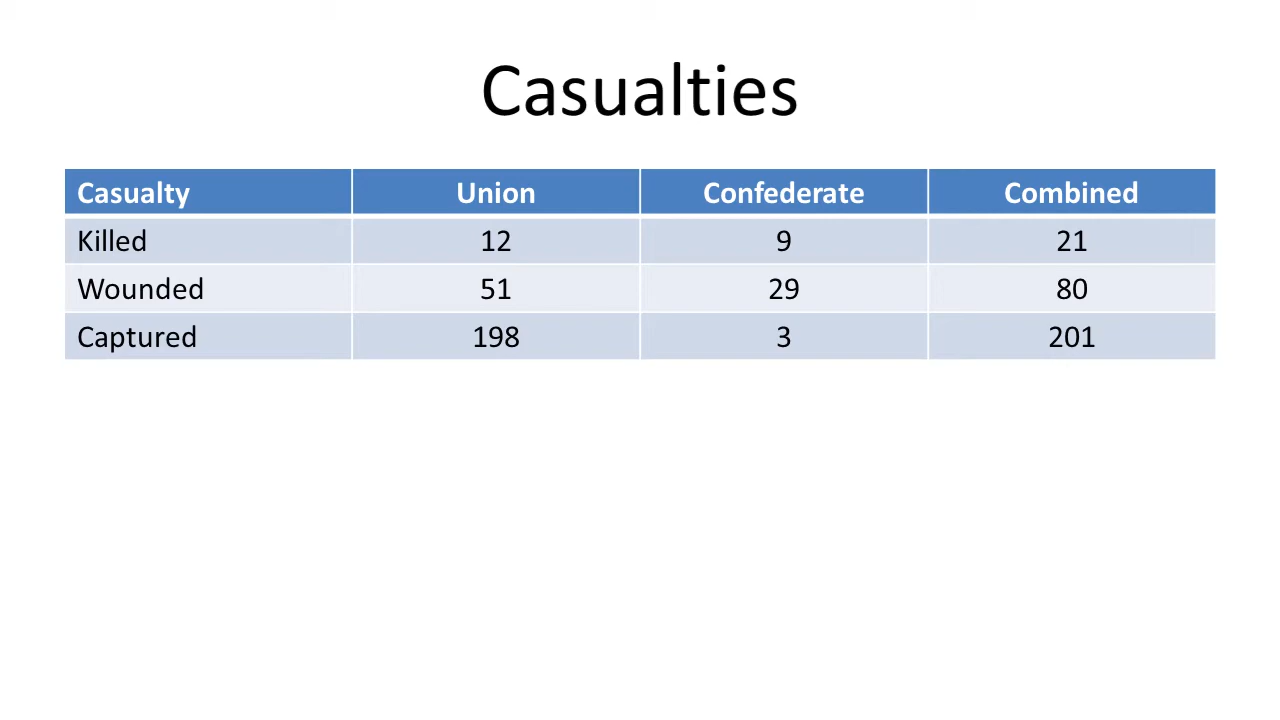 Casualties
Casualty Union Confederate Combined
Killed 12 9 21
Wounded 51 29 80
Captured 198 3 201